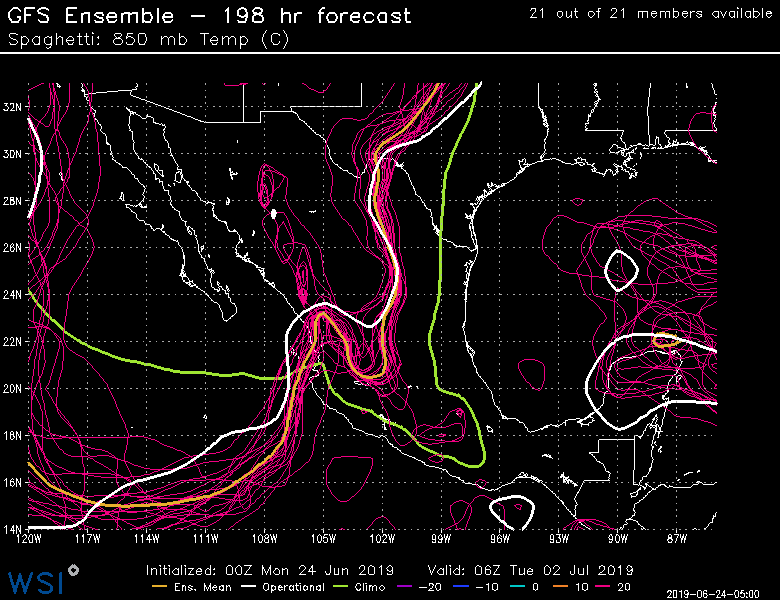 GFS Ensemble – 198 hr forecast
21 out of 21 members available
Spaghetti: 850 mb Temp (C)
32N
30N
28N
26N
24N
22N
20N
18N
16N
14N
120W 117W 114W 111W 108W 105W 102W 99W 96W 93W 90W 87W
Initialized: 00Z Mon 24 Jun 2019 Valid: 06Z Tue 02 Jul 2019
WSI
Ens. Mean Operational Climo −20 −10 0 10 20
2019-06-24-05:00